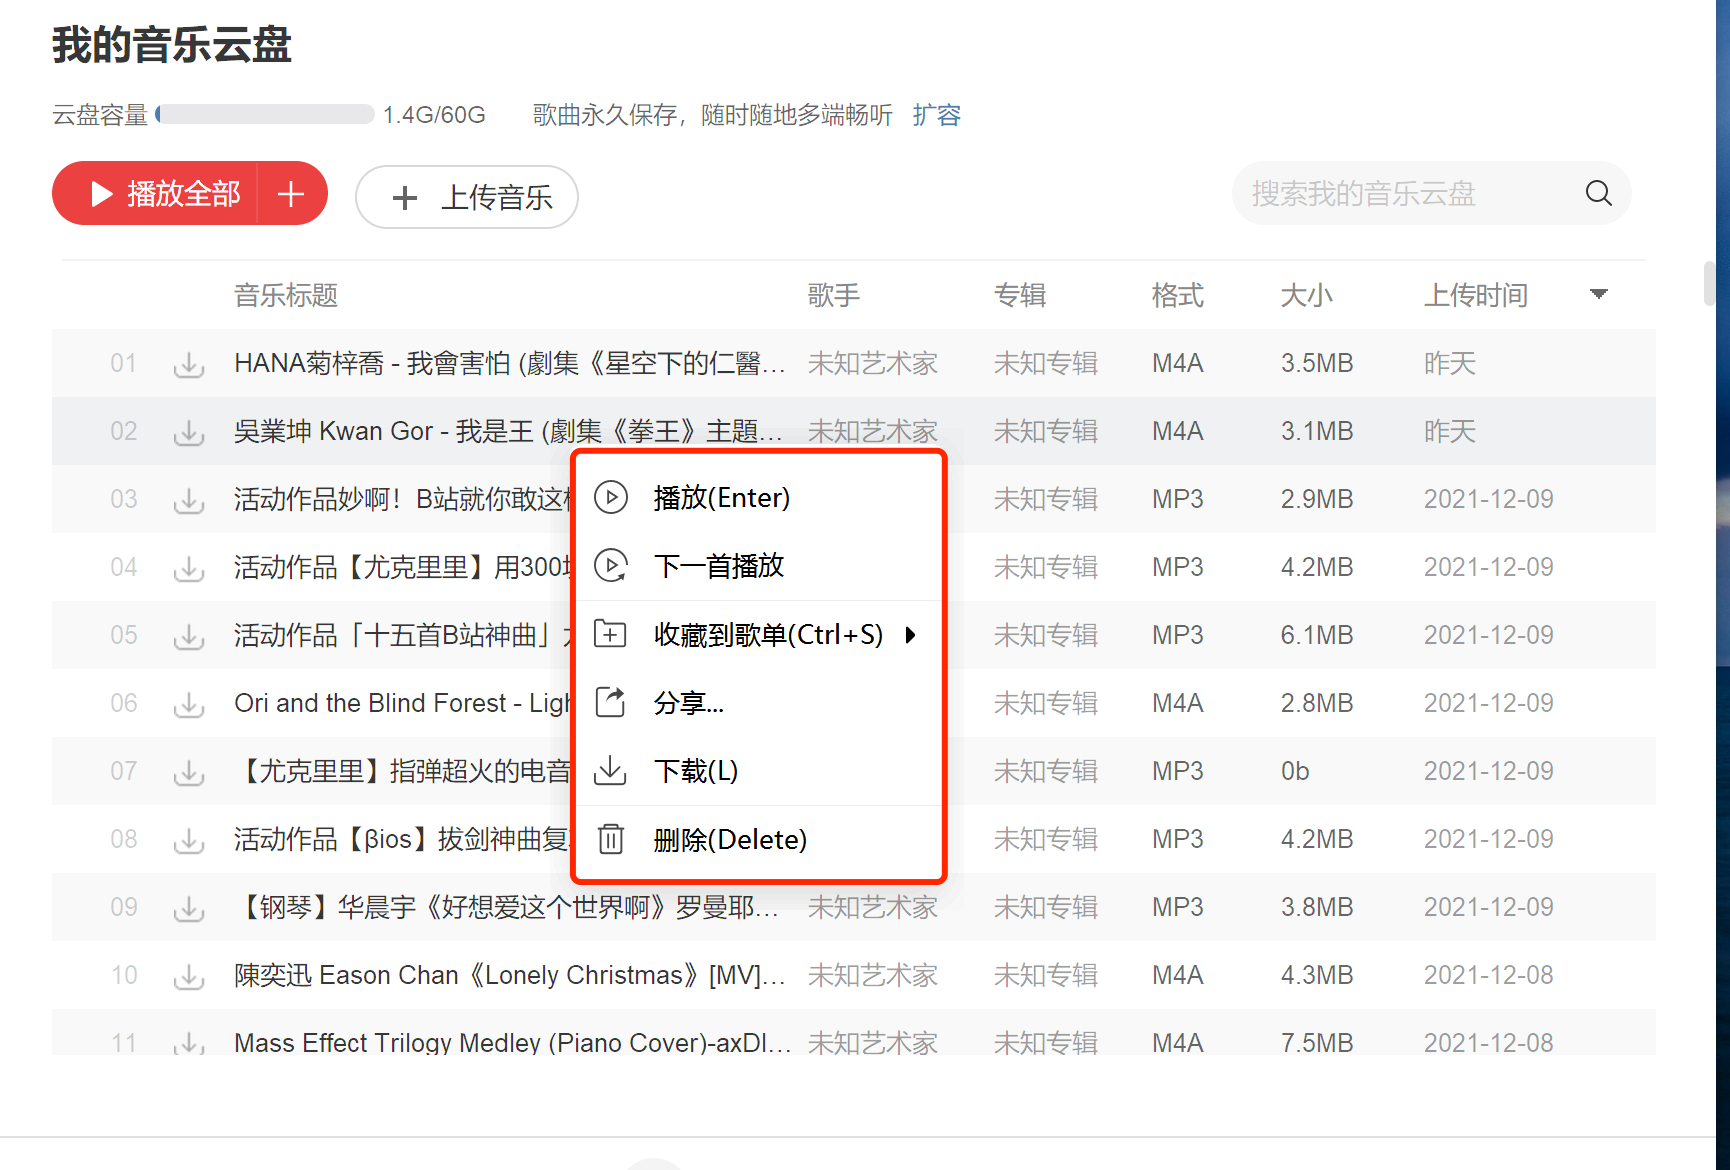 我的音乐云盘
云盘容量 1.4G/60G 歌曲永久保存，随时随地多端畅听 扩容
播放全部 上传音乐 搜索我的音乐云盘
音乐标题 歌手 专辑 格式 大小 上传时间
01 HANA菊梓喬 - 我會害怕 (劇集《星空下的仁醫... 未知艺术家 未知专辑 M4A 3.5MB 昨天
02 吳業坤 Kwan Gor - 我是王 (劇集《拳王》主題... 未知艺术家 未知专辑 M4A 3.1MB 昨天
03 活动作品妙啊！B站就你敢这 未知专辑 MP3 2.9MB 2021-12-09
04 活动作品【尤克里里】用300 未知专辑 MP3 4.2MB 2021-12-09
05 活动作品「十五首B站神曲」 未知专辑 MP3 6.1MB 2021-12-09
06 Ori and the Blind Forest - Ligh 未知专辑 M4A 2.8MB 2021-12-09
07 【尤克里里】指弹超火的电音 未知专辑 MP3 0b 2021-12-09
08 活动作品【βios】拔剑神曲复 未知专辑 MP3 4.2MB 2021-12-09
09 【钢琴】华晨宇《好想爱这个世界啊》罗曼耶... 未知艺术家 未知专辑 MP3 3.8MB 2021-12-09
10 陳奕迅 Eason Chan《Lonely Christmas》[MV]... 未知艺术家 未知专辑 M4A 4.3MB 2021-12-08
11 Mass Effect Trilogy Medley (Piano Cover)-axDl... 未知艺术家 未知专辑 M4A 7.5MB 2021-12-08
播放(Enter)
下一首播放
收藏到歌单(Ctrl+S)
分享...
下载(L)
删除(Delete)